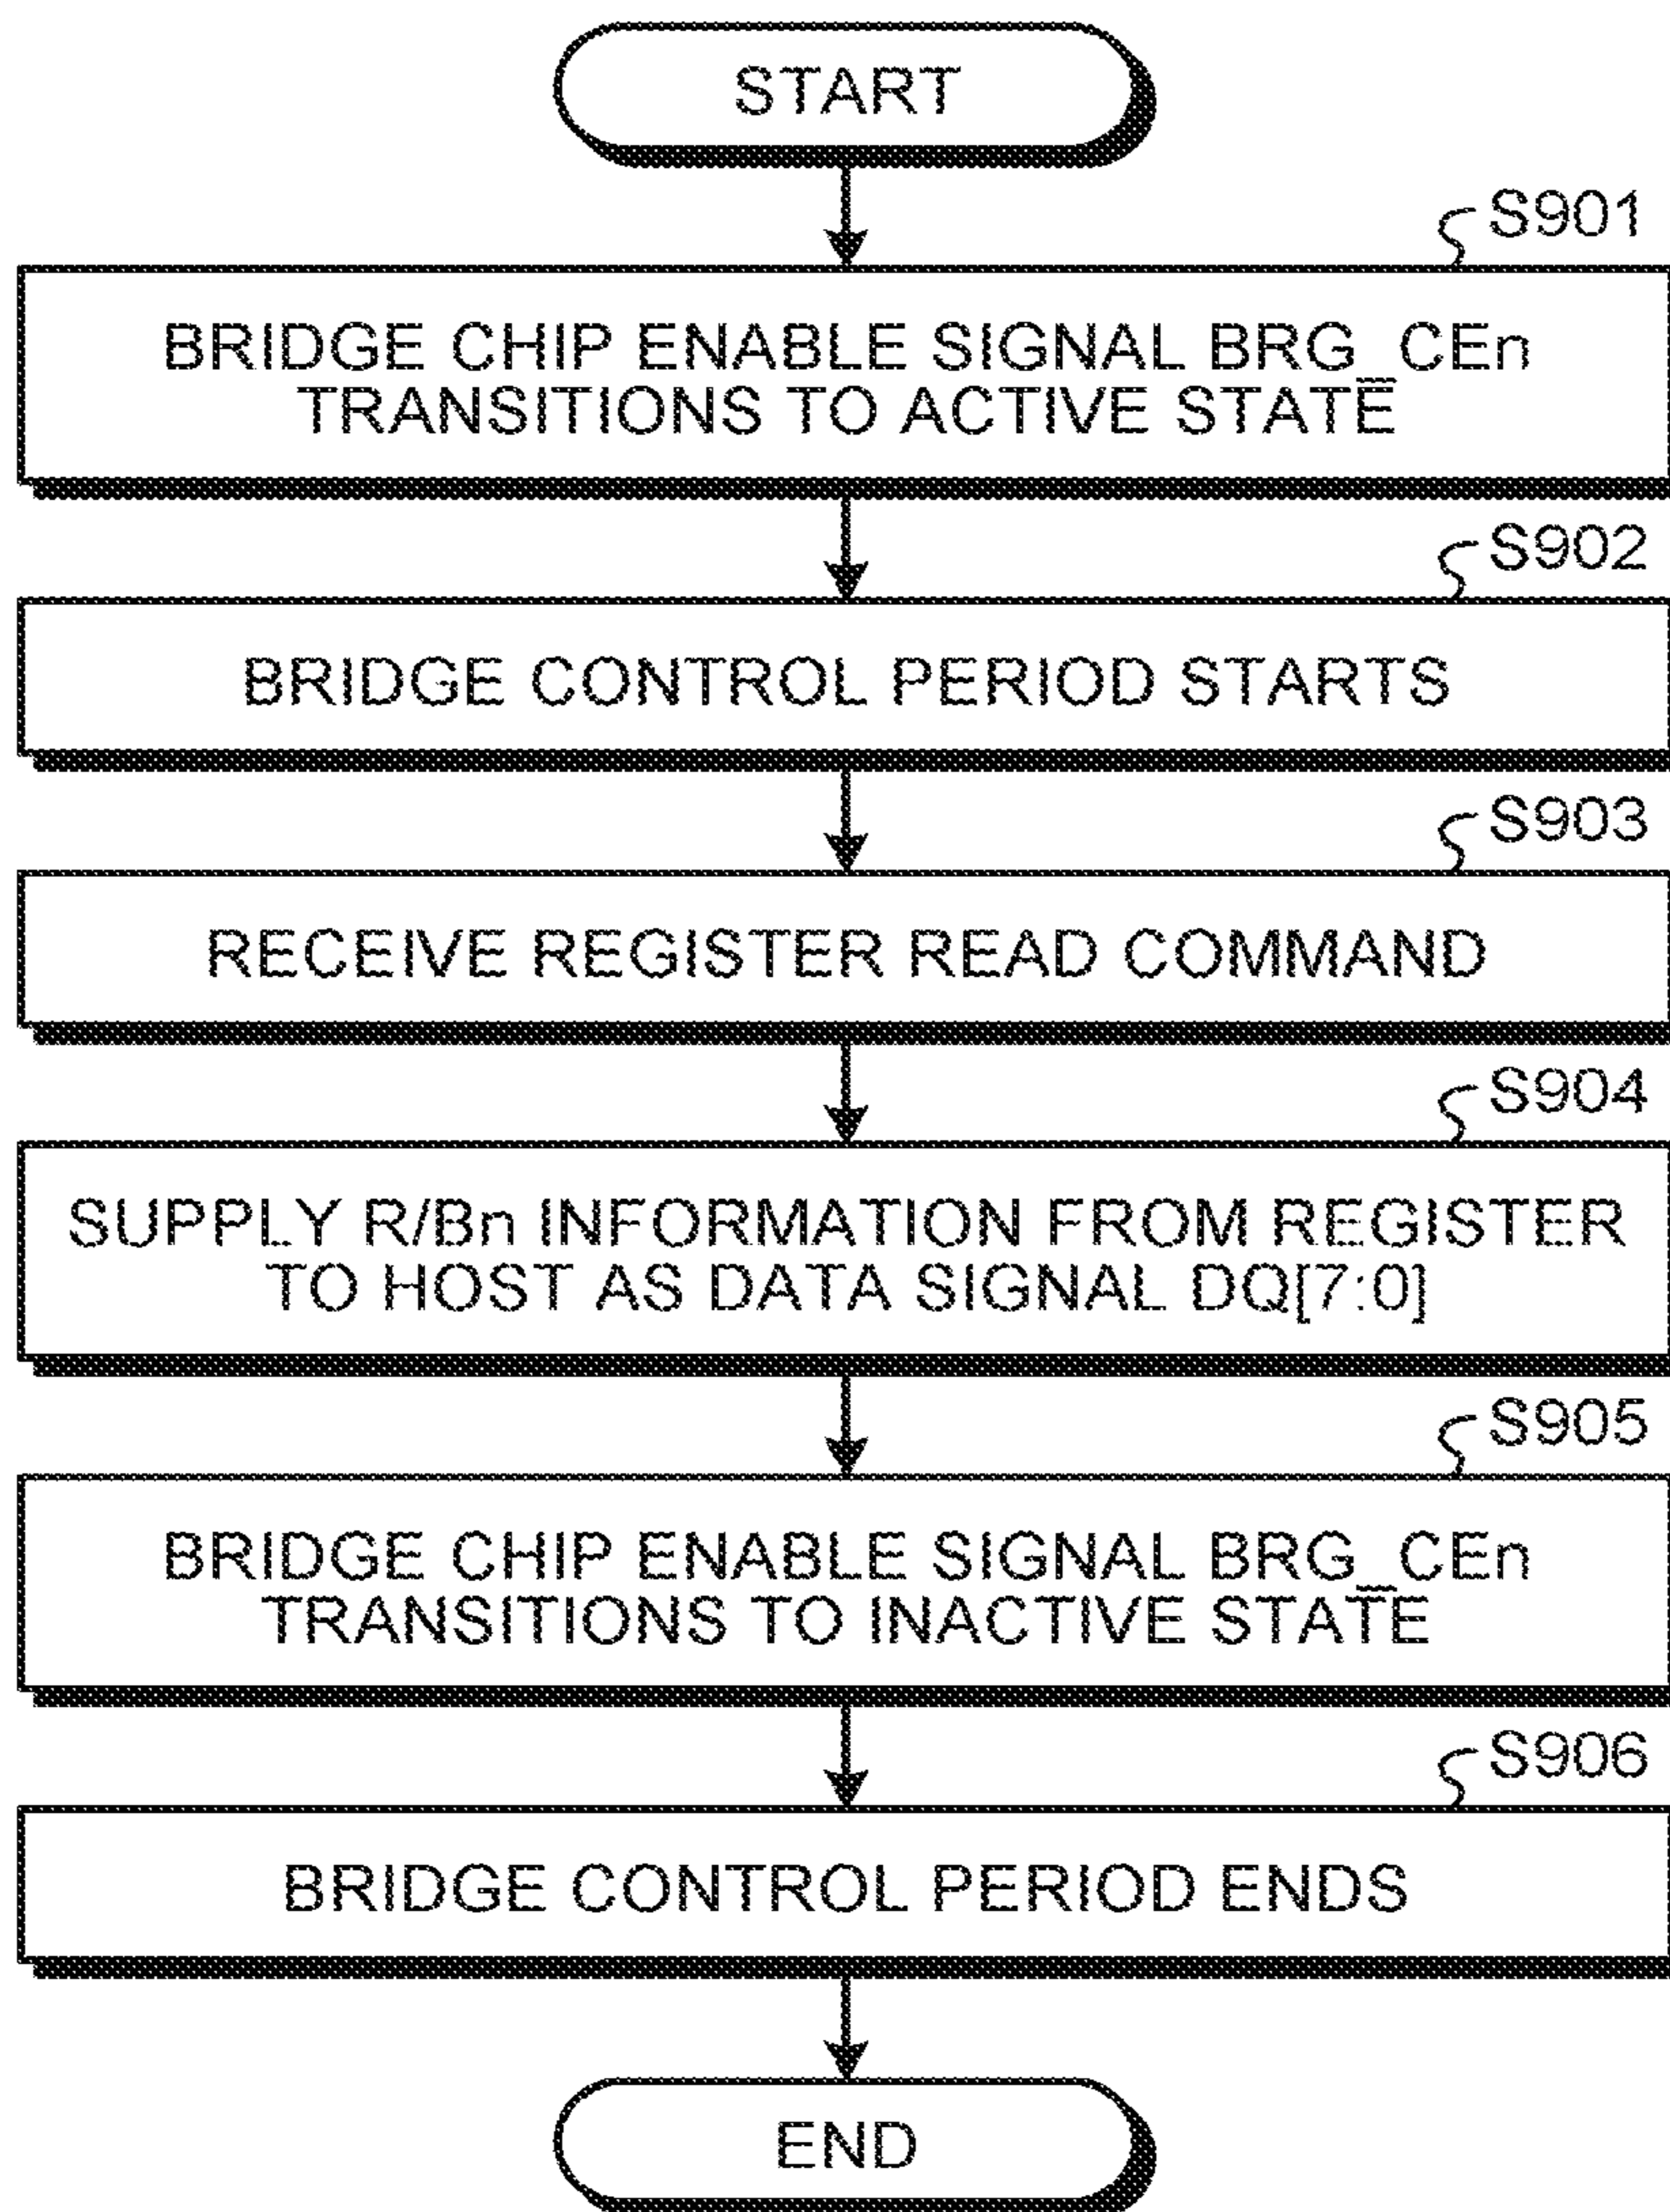 START
S901
BRIDGE CHIP ENABLE SIGNAL BRG_CEn
TRANSITIONS TO ACTIVE STATE
S902
BRIDGE CONTROL PERIOD STARTS
S903
RECEIVE REGISTER READ COMMAND
S904
SUPPLY R/Bn INFORMATION FROM REGISTER
TO HOST AS DATA SIGNAL DQ[7:0]
S905
BRIDGE CHIP ENABLE SIGNAL BRG_CEn
TRANSITIONS TO INACTIVE STATE
S906
BRIDGE CONTROL PERIOD ENDS
END